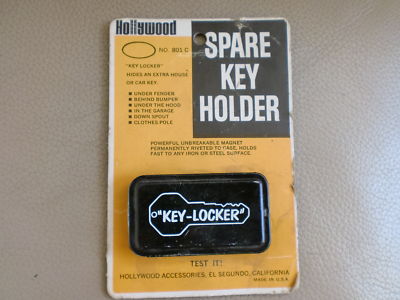 Hollywood
NO. 801 C
SPARE
KEY
HOLDER
"KEY LOCKER"
HIDES AN EXTRA HOUSE
OR CAR KEY.
■ UNDER FENDER
■ BEHIND BUMPER
■ UNDER THE HOOD
■ IN THE GARAGE
■ DOWN SPOUT
■ CLOTHES POLE
POWERFUL UNBREAKABLE MAGNET
PERMANENTLY RIVETED TO CASE, HOLDS
FAST TO ANY IRON OR STEEL SURFACE.
"KEY-LOCKER"
TEST IT!
HOLLYWOOD ACCESSORIES, EL SEGUNDO, CALIFORNIA
MADE IN U.S.A.